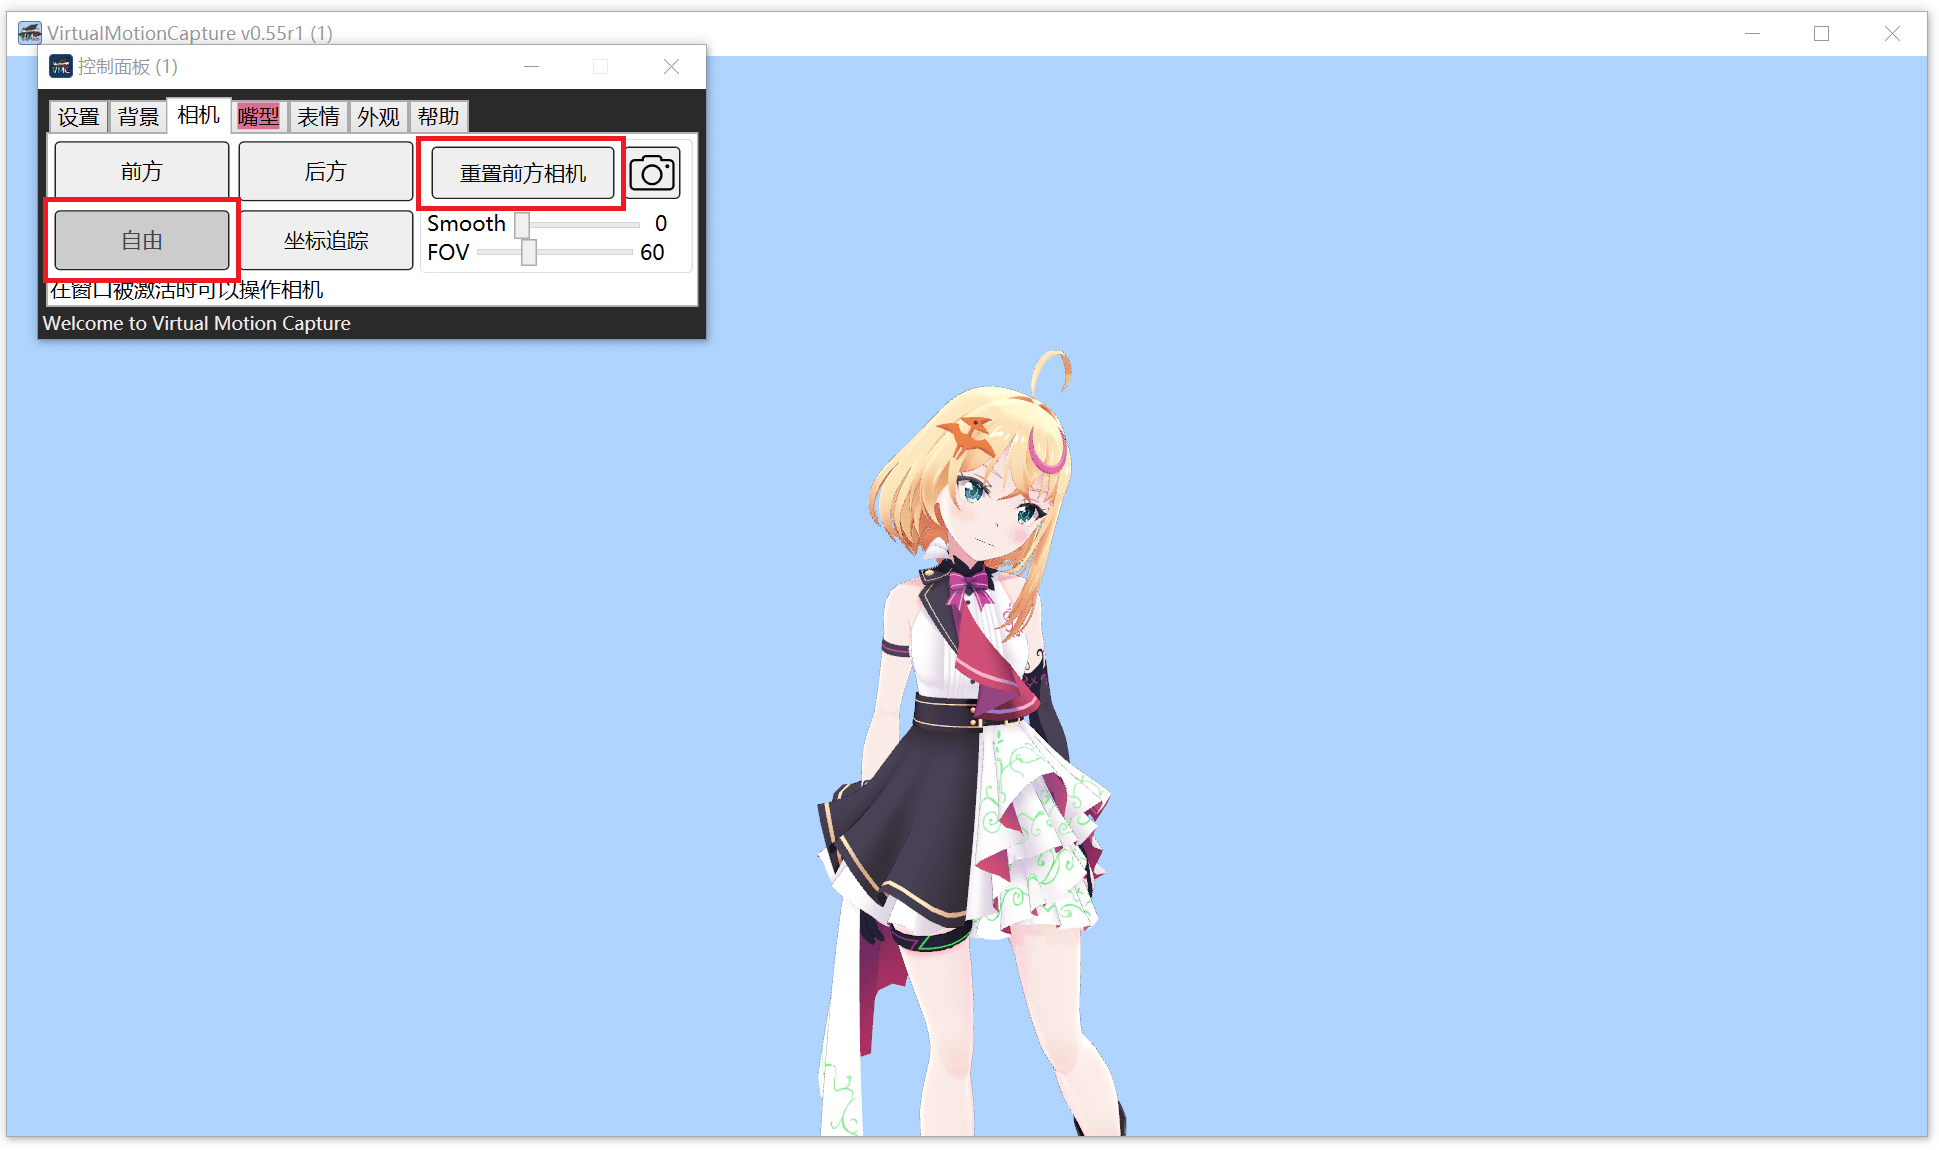 VirtualMotionCapture v0.55r1 (1)
VMC 控制面板 (1)
设置 背景 相机 嘴型 表情 外观 帮助
前方 后方 重置前方相机
自由 坐标追踪
Smooth 0
FOV 60
在窗口被激活时可以操作相机
Welcome to Virtual Motion Capture